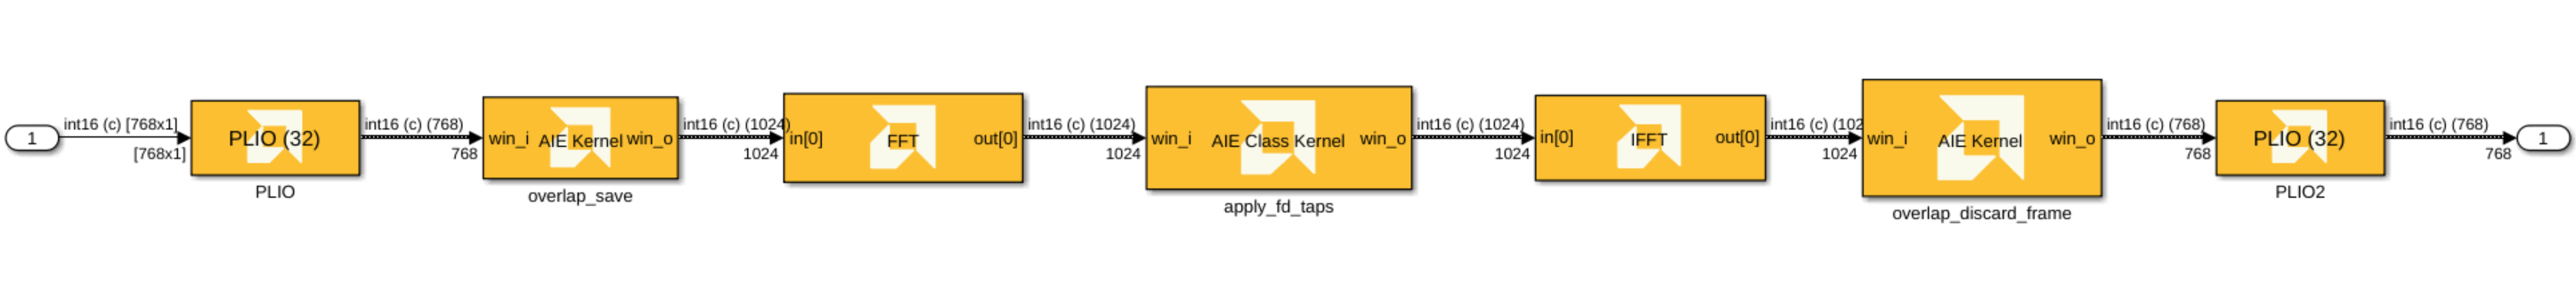 1
int16 (c) [768x1]
[768x1]
PLIO (32)
PLIO
int16 (c) (768)
768
win_i AIE Kernel win_o
overlap_save
int16 (c) (1024)
1024
in[0] FFT out[0]
int16 (c) (1024)
1024
win_i AIE Class Kernel win_o
apply_fd_taps
int16 (c) (1024)
1024
in[0] IFFT out[0]
int16 (c) (102
1024
win_i AIE Kernel win_o
overlap_discard_frame
int16 (c) (768)
768
PLIO (32)
PLIO2
int16 (c) (768)
768
1